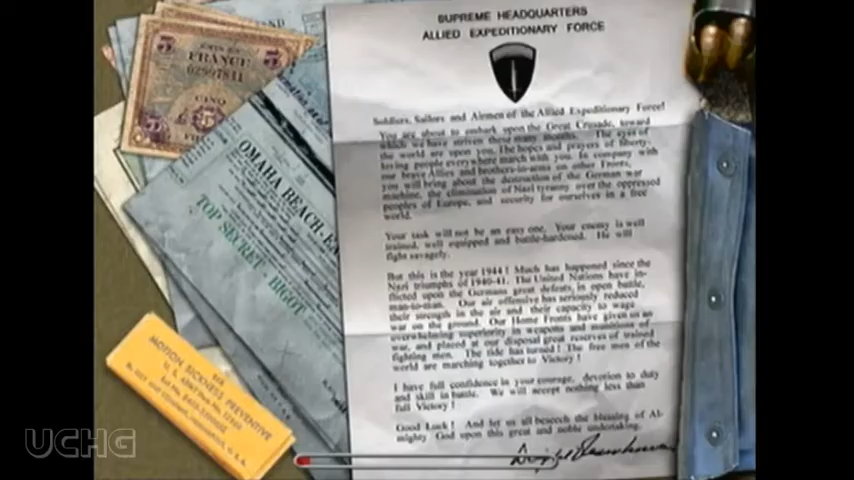 SUPREME HEADQUARTERS
ALLIED EXPEDITIONARY FORCE
Soldiers, Sailors and Airmen of the Allied Expeditionary Force!
You are about to embark upon the Great Crusade, toward
which we have striven these many months. The eyes of
the world are upon you. The hopes and prayers of liberty-
loving people everywhere march with you. In company with
our brave Allies and brothers-in-arms on other Fronts,
you will bring about the destruction of the German war
machine, the elimination of Nazi tyranny over the oppressed
peoples of Europe, and security for ourselves in a free
world.
Your task will not be an easy one. Your enemy is well
trained, well equipped and battle-hardened. He will
fight savagely.
But this is the year 1944! Much has happened since the
Nazi triumphs of 1940-41. The United Nations have in-
flicted upon the Germans great defeats, in open battle,
man-to-man. Our air offensive has seriously reduced
their strength in the air and their capacity to wage
war on the ground. Our Home Fronts have given us an
overwhelming superiority in weapons and munitions of
war, and placed at our disposal great reserves of trained
fighting men. The tide has turned! The free men of the
world are marching together to Victory!
I have full confidence in your courage, devotion to duty
and skill in battle. We will accept nothing less than
full Victory!
Good Luck! And let us all beseech the blessing of Al-
mighty God upon this great and noble undertaking.
5
5
FRANCE
CINQ
5
OMAHA BEACH-EA
TOP SECRET - BIGOT
MOTION SICKNESS PREVENTIVE
UCHG